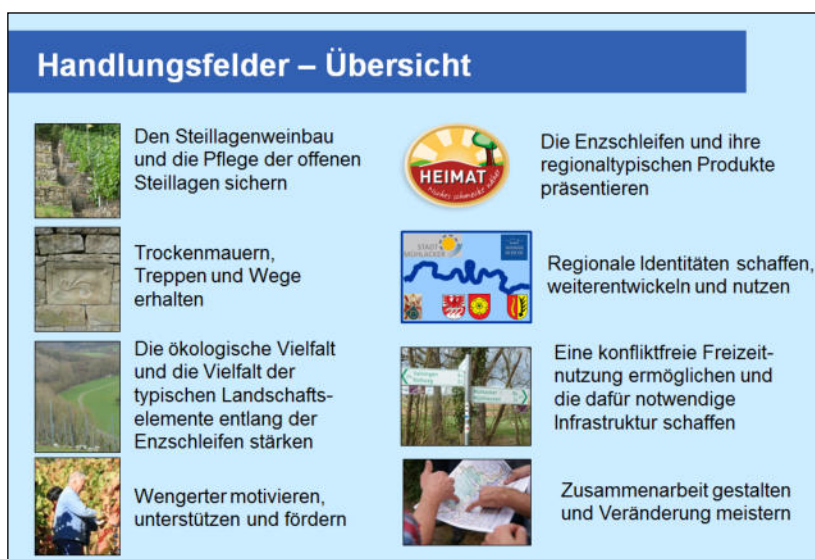 Handlungsfelder – Übersicht
Den Steillagenweinbau
und die Pflege der offenen
Steillagen sichern
Trockenmauern,
Treppen und Wege
erhalten
Die ökologische Vielfalt
und die Vielfalt der
typischen Landschafts-
elemente entlang der
Enzschleifen stärken
Wengerter motivieren,
unterstützen und fördern
HEIMAT
Die Enzschleifen und ihre
regionaltypischen Produkte
präsentieren
STADT
MÜHLACKER
Regionale Identitäten schaffen,
weiterentwickeln und nutzen
Eine konfliktfreie Freizeit-
nutzung ermöglichen und
die dafür notwendige
Infrastruktur schaffen
Zusammenarbeit gestalten
und Veränderung meistern